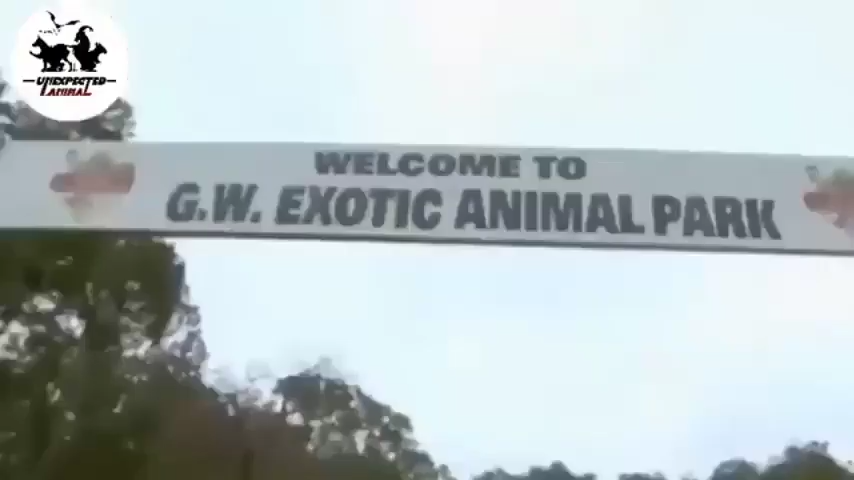 UNEXPECTED
ANIMAL
WELCOME TO
G.W. EXOTIC ANIMAL PARK